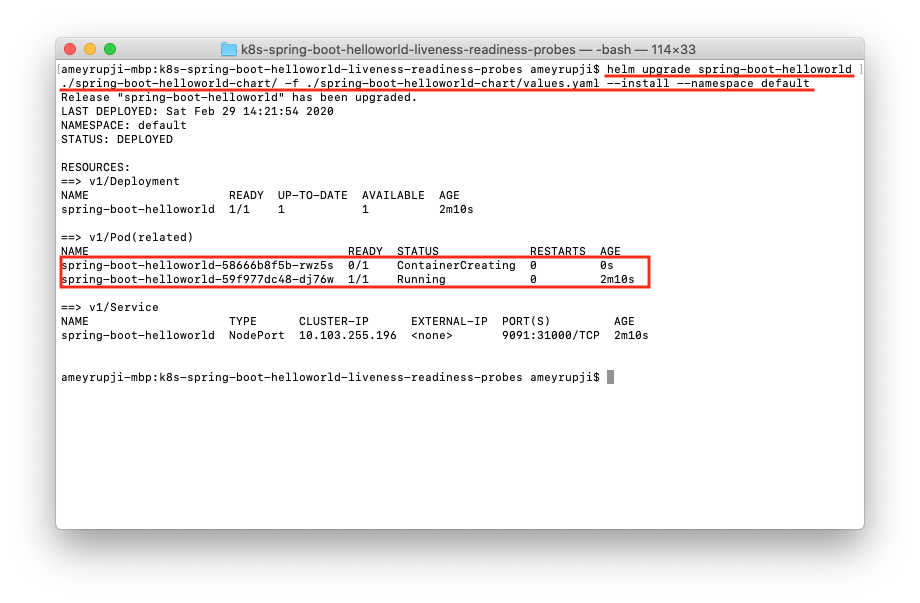 k8s-spring-boot-helloworld-liveness-readiness-probes — -bash — 114×33
[ameyrupji-mbp:k8s-spring-boot-helloworld-liveness-readiness-probes ameyrupji$ helm upgrade spring-boot-helloworld ]
./spring-boot-helloworld-chart/ -f ./spring-boot-helloworld-chart/values.yaml --install --namespace default
Release "spring-boot-helloworld" has been upgraded.
LAST DEPLOYED: Sat Feb 29 14:21:54 2020
NAMESPACE: default
STATUS: DEPLOYED
RESOURCES:
==> v1/Deployment
NAME READY UP-TO-DATE AVAILABLE AGE
spring-boot-helloworld 1/1 1 1 2m10s
==> v1/Pod(related)
NAME READY STATUS RESTARTS AGE
spring-boot-helloworld-58666b8f5b-rwz5s 0/1 ContainerCreating 0 0s
spring-boot-helloworld-59f977dc48-dj76w 1/1 Running 0 2m10s
==> v1/Service
NAME TYPE CLUSTER-IP EXTERNAL-IP PORT(S) AGE
spring-boot-helloworld NodePort 10.103.255.196 <none> 9091:31000/TCP 2m10s
ameyrupji-mbp:k8s-spring-boot-helloworld-liveness-readiness-probes ameyrupji$